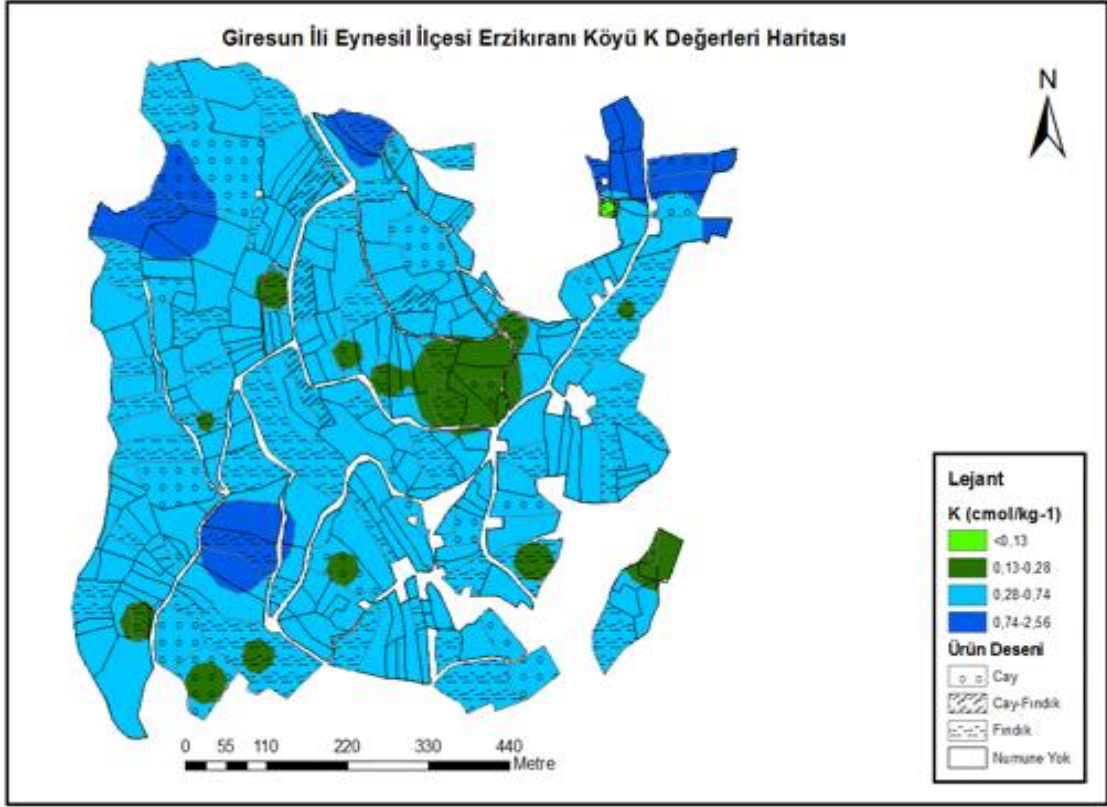 Giresun İli Eynesil İlçesi Erzikıranı Köyü K Değerleri Haritası
N
Lejant
K (cmol/kg-1)
<0,13
0,13-0,28
0,28-0,74
0,74-2,56
Ürün Deseni
Cay
Cay-Fındık
Fındık
Numune Yok
0 55 110 220 330 440
Metre